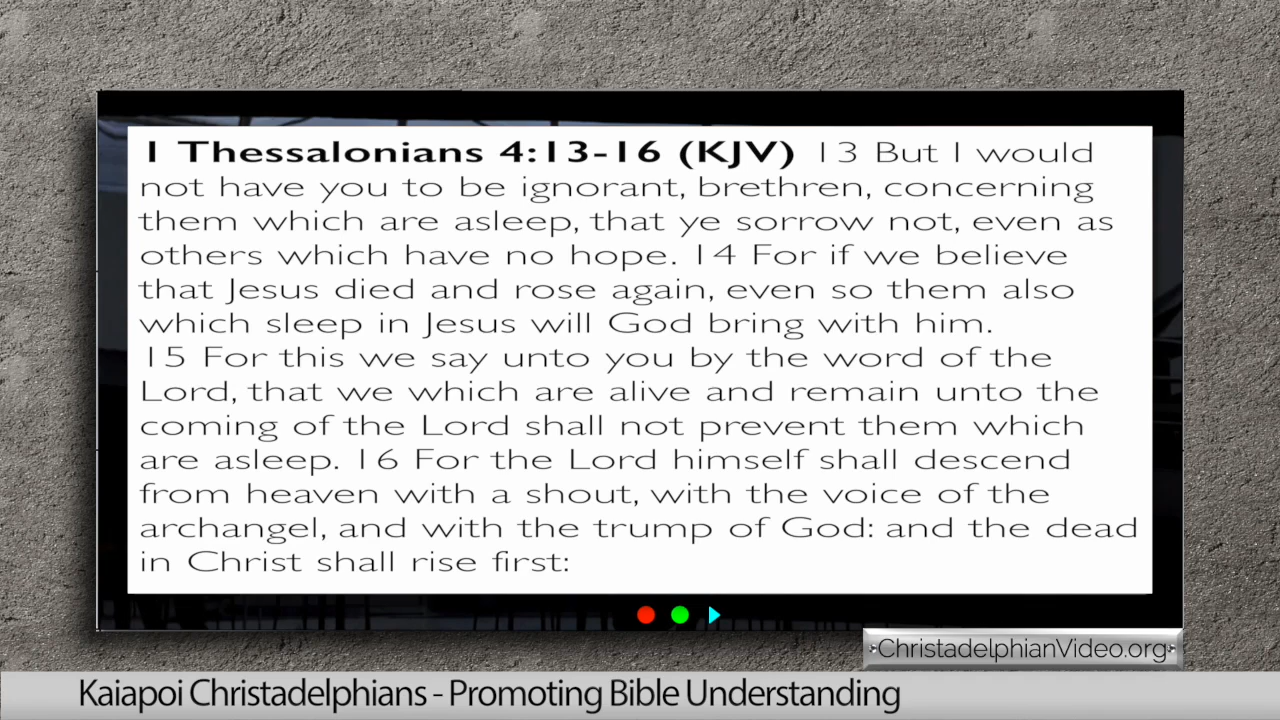 1 Thessalonians 4:13-16 (KJV) 13 But I would
not have you to be ignorant, brethren, concerning
them which are asleep, that ye sorrow not, even as
others which have no hope. 14 For if we believe
that Jesus died and rose again, even so them also
which sleep in Jesus will God bring with him.
15 For this we say unto you by the word of the
Lord, that we which are alive and remain unto the
coming of the Lord shall not prevent them which
are asleep. 16 For the Lord himself shall descend
from heaven with a shout, with the voice of the
archangel, and with the trump of God: and the dead
in Christ shall rise first:
ChristadelphianVideo.org
Kaiapoi Christadelphians - Promoting Bible Understanding